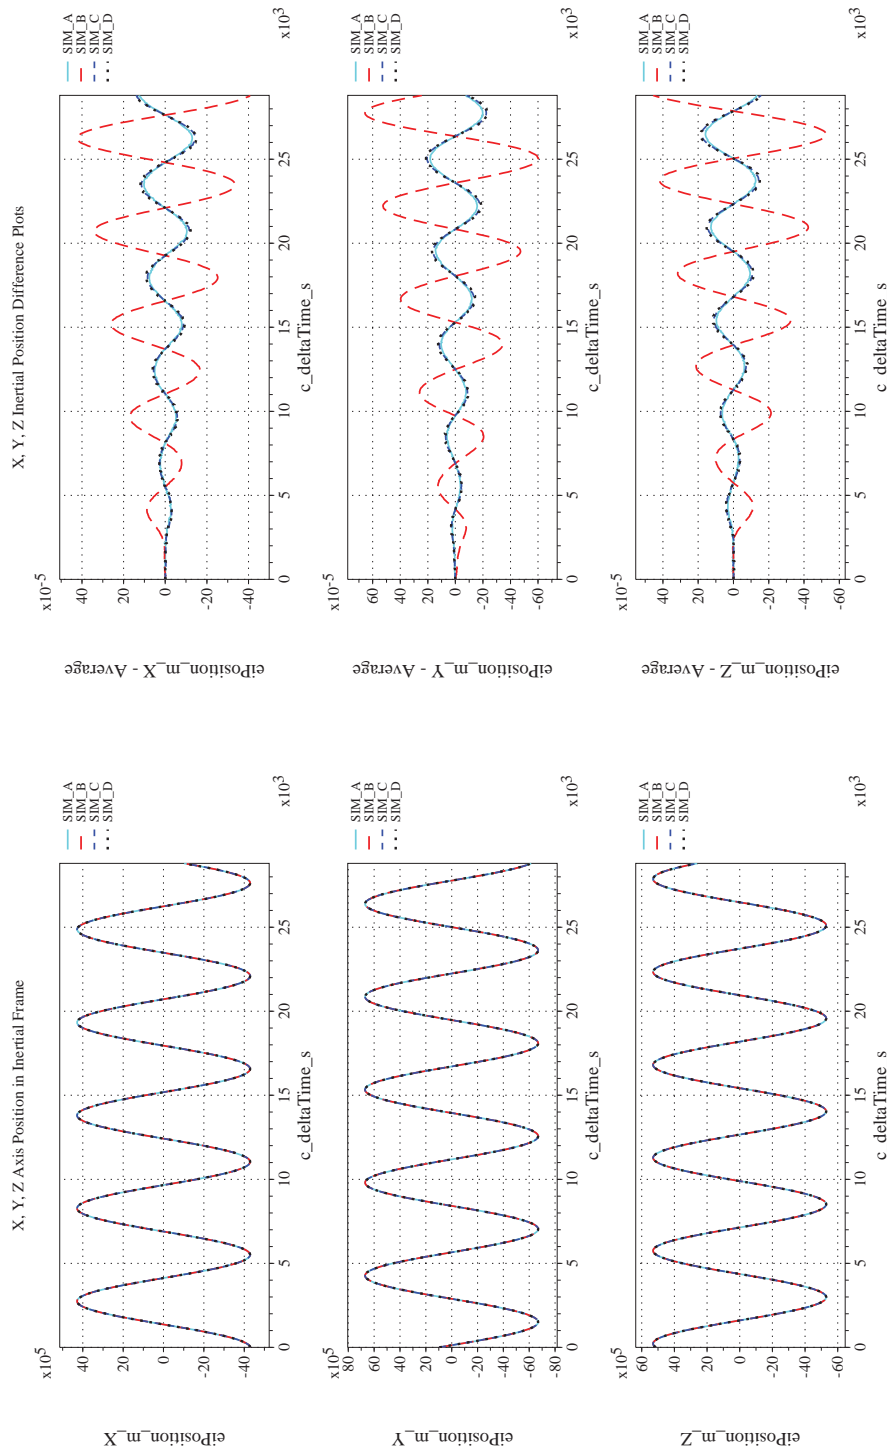 X, Y, Z Axis Position in Inertial Frame
x10^5
40
20
0
-20
-40
eiPosition_m_X
0
5
10
15
20
25
x10^3
c_deltaTime_s
SIM_A
SIM_B
SIM_C
SIM_D
x10^5
80
60
40
20
0
-20
-40
-60
-80
eiPosition_m_Y
0
5
10
15
20
25
x10^3
c_deltaTime_s
SIM_A
SIM_B
SIM_C
SIM_D
x10^5
60
40
20
0
-20
-40
-60
eiPosition_m_Z
0
5
10
15
20
25
x10^3
c_deltaTime_s
SIM_A
SIM_B
SIM_C
SIM_D
X, Y, Z Inertial Position Difference Plots
x10^-5
40
20
0
-20
-40
eiPosition_m_X - Average
0
5
10
15
20
25
x10^3
c_deltaTime_s
SIM_A
SIM_B
SIM_C
SIM_D
x10^-5
60
40
20
0
-20
-40
-60
eiPosition_m_Y - Average
0
5
10
15
20
25
x10^3
c_deltaTime_s
SIM_A
SIM_B
SIM_C
SIM_D
x10^-5
40
20
0
-20
-40
-60
eiPosition_m_Z - Average
0
5
10
15
20
25
x10^3
c_deltaTime_s
SIM_A
SIM_B
SIM_C
SIM_D